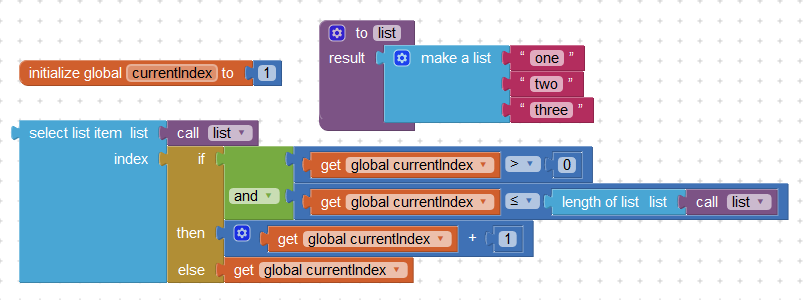 to list
result make a list " one "
" two "
" three "
initialize global currentIndex to 1
select list item list call list
index if get global currentIndex > 0
and get global currentIndex ≤ length of list list call list
then get global currentIndex + 1
else get global currentIndex